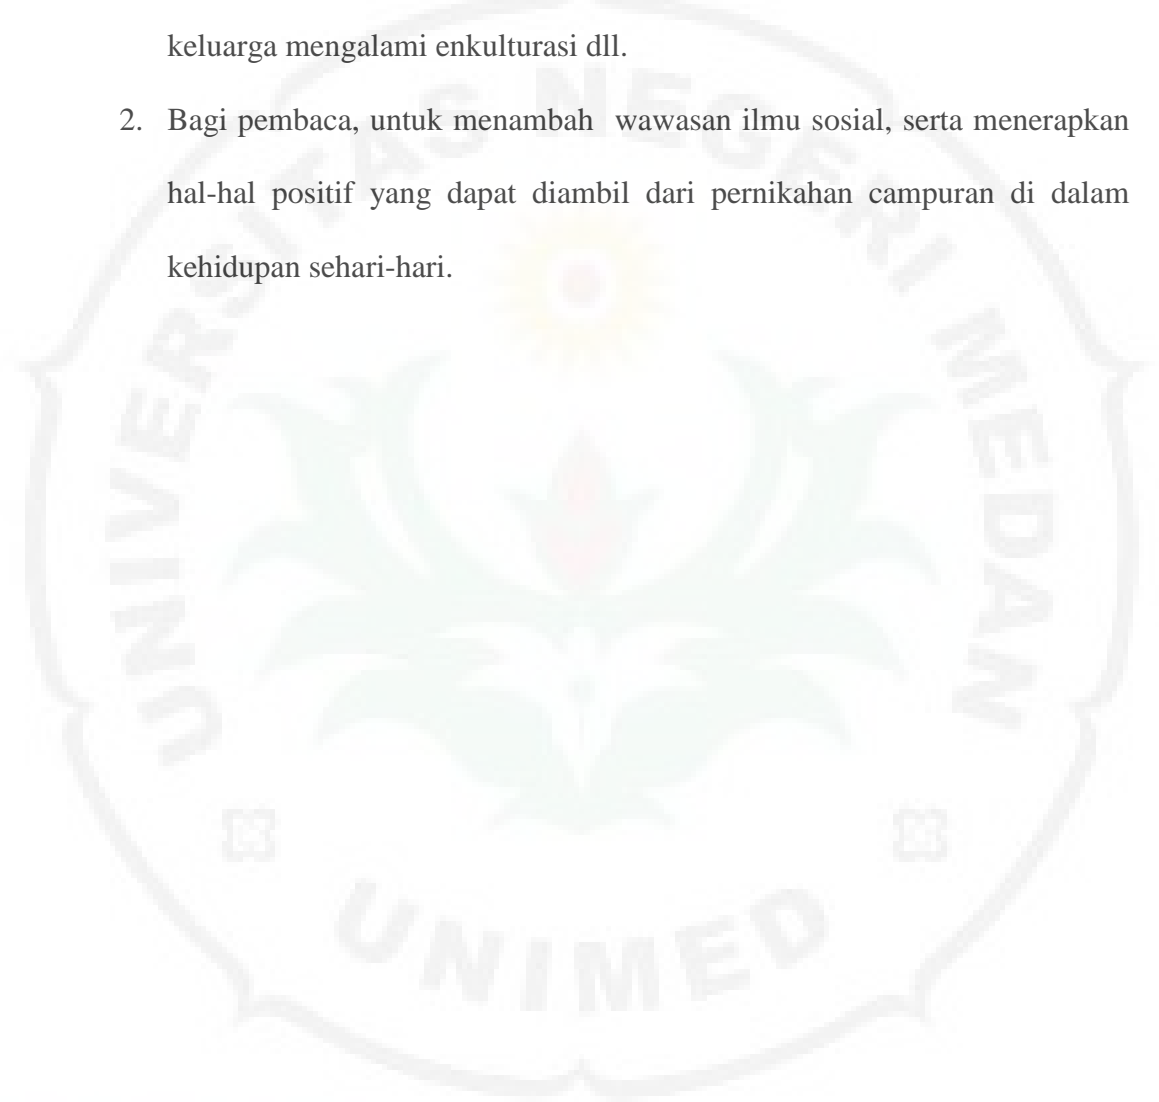 keluarga mengalami enkulturasi dll.
2. Bagi pembaca, untuk menambah  wawasan ilmu sosial, serta menerapkan
hal-hal positif yang dapat diambil dari pernikahan campuran di dalam
kehidupan sehari-hari.
UNIVERSITAS NEGERI MEDAN
UNIMED